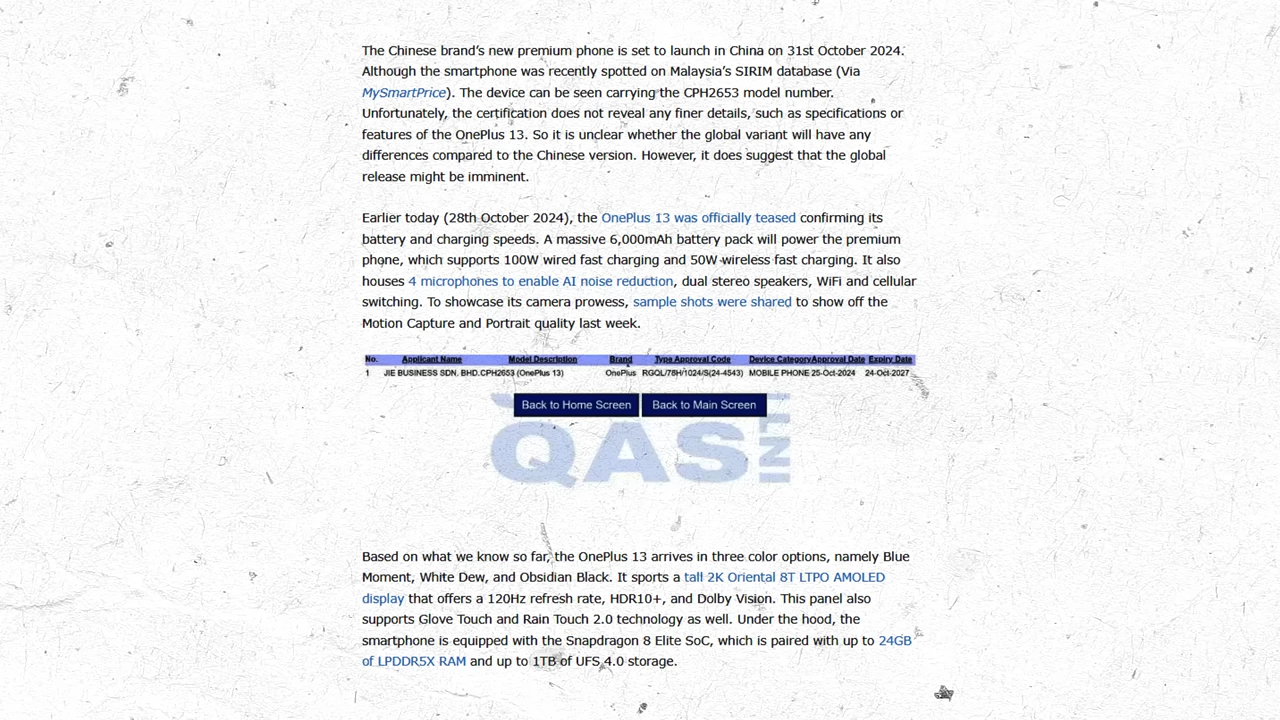 The Chinese brand's new premium phone is set to launch in China on 31st October 2024.
Although the smartphone was recently spotted on Malaysia's SIRIM database (Via
MySmartPrice). The device can be seen carrying the CPH2653 model number.
Unfortunately, the certification does not reveal any finer details, such as specifications or
features of the OnePlus 13. So it is unclear whether the global variant will have any
differences compared to the Chinese version. However, it does suggest that the global
release might be imminent.
Earlier today (28th October 2024), the OnePlus 13 was officially teased confirming its
battery and charging speeds. A massive 6,000mAh battery pack will power the premium
phone, which supports 100W wired fast charging and 50W wireless fast charging. It also
houses 4 microphones to enable AI noise reduction, dual stereo speakers, WiFi and cellular
switching. To showcase its camera prowess, sample shots were shared to show off the
Motion Capture and Portrait quality last week.
No. Applicant Name Model Description Brand Type Approval Code Device Category Approval Date Expiry Date
1 JIE BUSINESS SDN. BHD. CPH2653 (OnePlus 13) OnePlus RGQL/78H/1024/S(24-4543) MOBILE PHONE 25-Oct-2024 24-Oct-2027
Back to Home Screen Back to Main Screen
QAS INTL
Based on what we know so far, the OnePlus 13 arrives in three color options, namely Blue
Moment, White Dew, and Obsidian Black. It sports a tall 2K Oriental 8T LTPO AMOLED
display that offers a 120Hz refresh rate, HDR10+, and Dolby Vision. This panel also
supports Glove Touch and Rain Touch 2.0 technology as well. Under the hood, the
smartphone is equipped with the Snapdragon 8 Elite SoC, which is paired with up to 24GB
of LPDDR5X RAM and up to 1TB of UFS 4.0 storage.